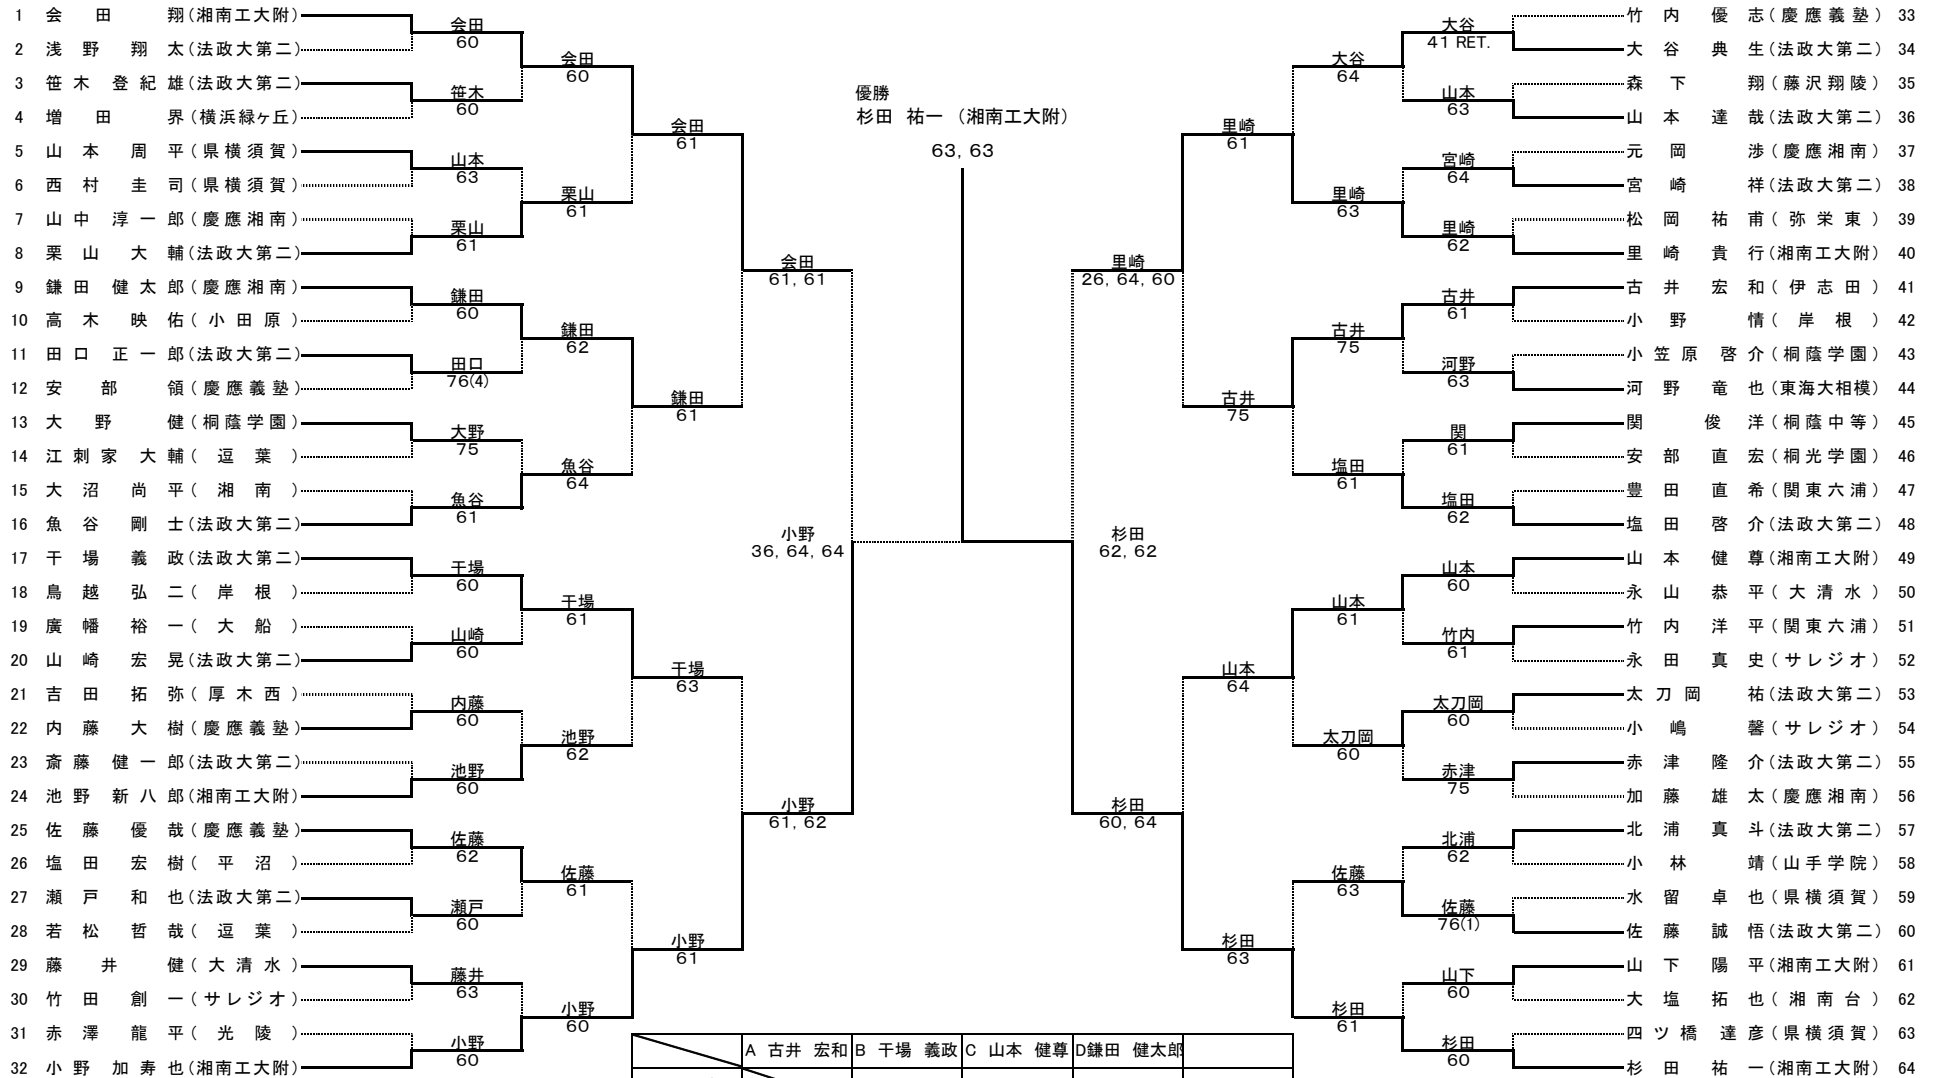 1 会田 翔(湘南工大附)
2 浅野 翔太(法政大第二)
3 笹木 登紀雄(法政大第二)
4 増田 界(横浜緑ヶ丘)
5 山本 周平(県横須賀)
6 西村 圭司(県横須賀)
7 山中 淳一郎(慶應湘南)
8 栗山 大輔(法政大第二)
9 鎌田 健太郎(慶應湘南)
10 高木 映佑(小田原)
11 田口 正一郎(法政大第二)
12 安部 領(慶應義塾)
13 大野 健(桐蔭学園)
14 江刺家 大輔(逗葉)
15 大沼 尚平(湘南)
16 魚谷 剛士(法政大第二)
17 干場 義政(法政大第二)
18 鳥越 弘二(岸根)
19 廣幡 裕一(大船)
20 山崎 宏晃(法政大第二)
21 吉田 拓弥(厚木西)
22 内藤 大樹(慶應義塾)
23 斎藤 健一郎(法政大第二)
24 池野 新八郎(湘南工大附)
25 佐藤 優哉(慶應義塾)
26 塩田 宏樹(平沼)
27 瀬戸 和也(法政大第二)
28 若松 哲哉(逗葉)
29 藤井 健(大清水)
30 竹田 創一(サレジオ)
31 赤澤 龍平(光陵)
32 小野 加寿也(湘南工大附)
会田
60
笹木
60
山本
63
栗山
61
鎌田
60
田口
76(4)
大野
75
魚谷
61
干場
60
山崎
60
内藤
60
池野
60
佐藤
62
瀬戸
60
藤井
63
小野
60
会田
60
栗山
61
鎌田
62
魚谷
64
干場
61
池野
62
佐藤
61
小野
60
会田
61
鎌田
61
干場
63
小野
61
会田
61, 61
小野
61, 62
小野
36, 64, 64
優勝
杉田 祐一 (湘南工大附)
63, 63
杉田
62, 62
里崎
26, 64, 60
杉田
60, 64
里崎
61
古井
75
山本
64
杉田
63
大谷
64
里崎
63
古井
75
塩田
61
山本
61
太刀岡
60
佐藤
63
杉田
61
大谷
41 RET.
山本
63
宮崎
64
里崎
62
古井
61
河野
63
関
61
塩田
62
山本
60
竹内
61
太刀岡
60
赤津
75
北浦
62
佐藤
76(1)
山下
60
杉田
60
竹内 優志(慶應義塾) 33
大谷 典生(法政大第二) 34
森下 翔(藤沢翔陵) 35
山本 達哉(法政大第二) 36
元岡 渉(慶應湘南) 37
宮崎 祥(法政大第二) 38
松岡 祐甫(弥栄東) 39
里崎 貴行(湘南工大附) 40
古井 宏和(伊志田) 41
小野 情(岸根) 42
小笠原 啓介(桐蔭学園) 43
河野 竜也(東海大相模) 44
関 俊洋(桐蔭中等) 45
安部 直宏(桐光学園) 46
豊田 直希(関東六浦) 47
塩田 啓介(法政大第二) 48
山本 健尊(湘南工大附) 49
永山 恭平(大清水) 50
竹内 洋平(関東六浦) 51
永田 真史(サレジオ) 52
太刀岡 祐(法政大第二) 53
小嶋 馨(サレジオ) 54
赤津 隆介(法政大第二) 55
加藤 雄太(慶應湘南) 56
北浦 真斗(法政大第二) 57
小林 靖(山手学院) 58
水留 卓也(県横須賀) 59
佐藤 誠悟(法政大第二) 60
山下 陽平(湘南工大附) 61
大塩 拓也(湘南台) 62
四ツ橋 達彦(県横須賀) 63
杉田 祐一(湘南工大附) 64
A 古井 宏和 B 干場 義政 C 山本 健尊 D鎌田 健太郎